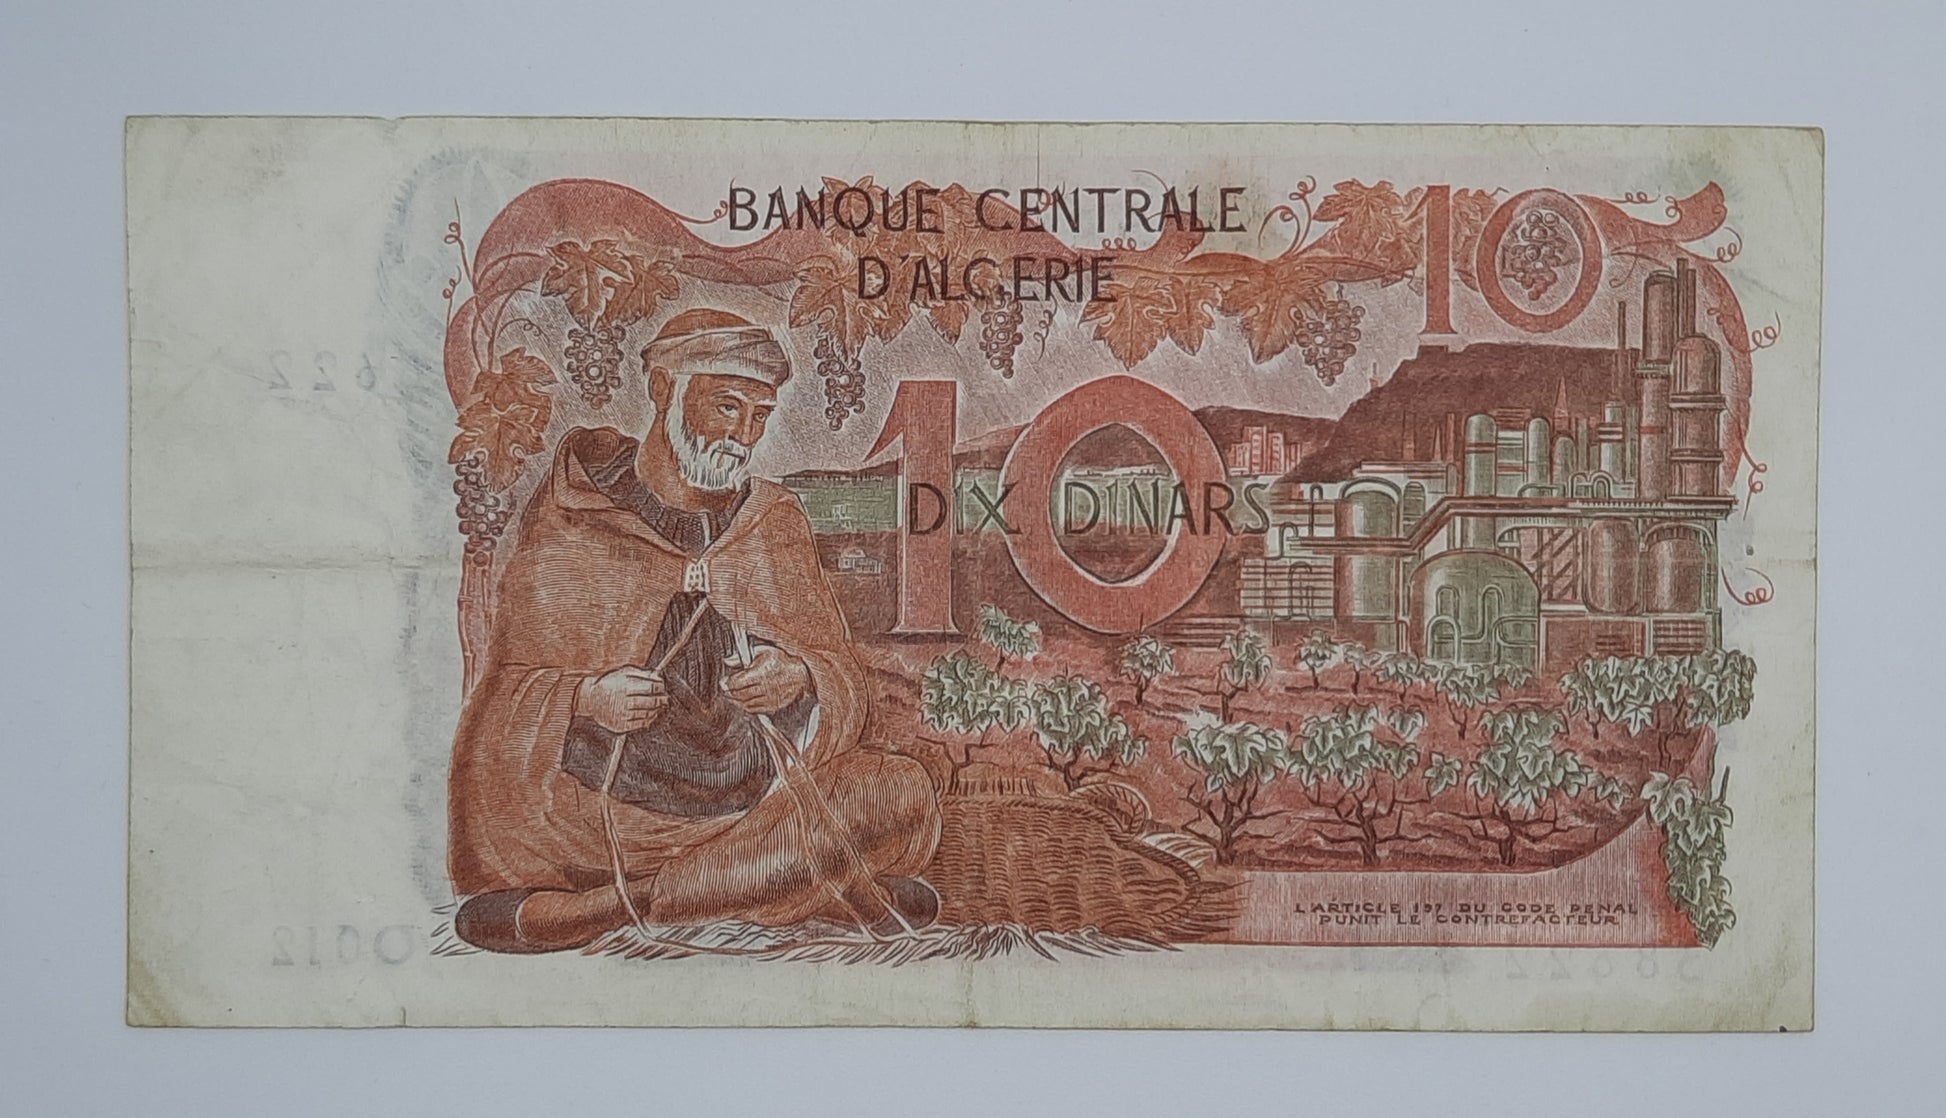 BANQUE CENTRALE
D'ALGERIE
10
10
DIX DINARS
L'ARTICLE 197 DU CODE PENAL
PUNIT LE CONTREFACTEUR